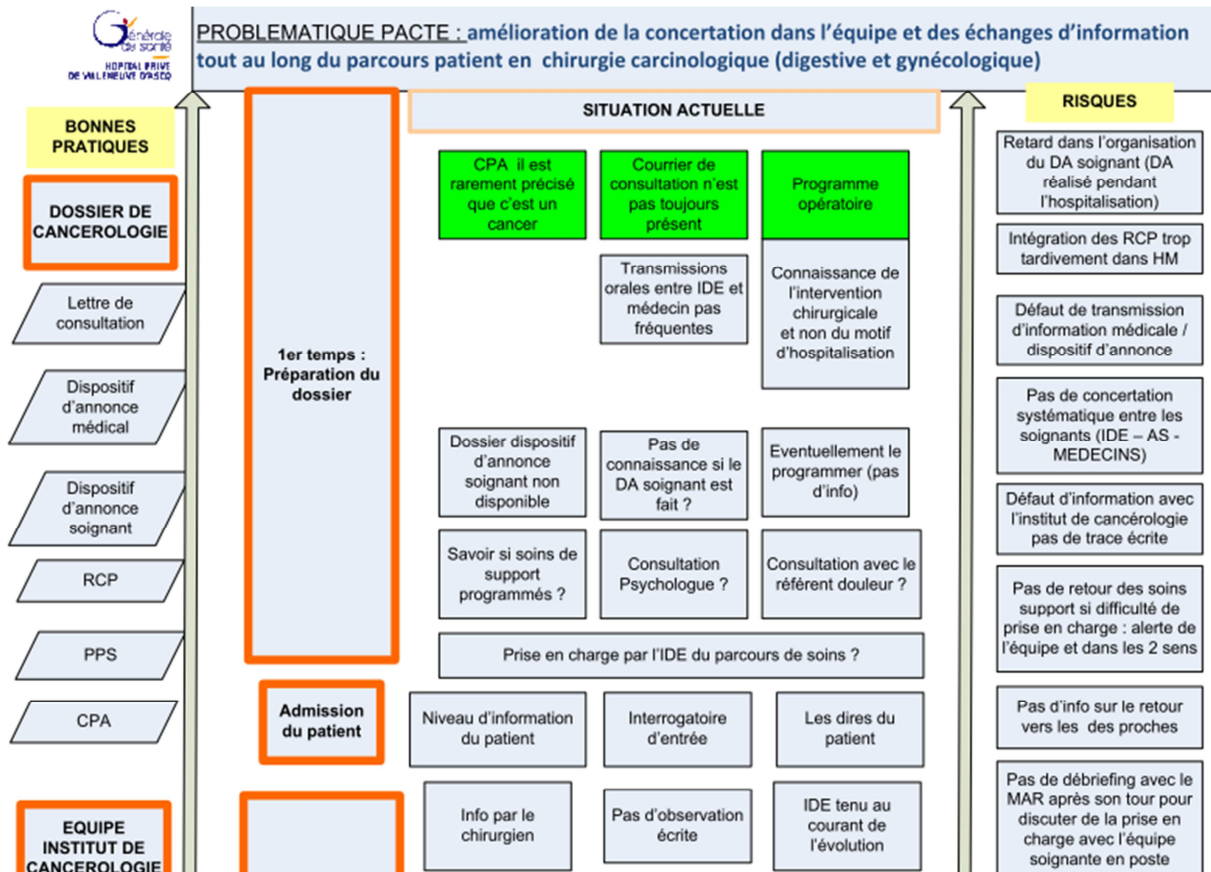 Générale
de santé
HOPITAL PRIVE
DE VILLENEUVE D'ASCQ
PROBLEMATIQUE PACTE : amélioration de la concertation dans l'équipe et des échanges d'information
tout au long du parcours patient en chirurgie carcinologique (digestive et gynécologique)
BONNES
PRATIQUES
DOSSIER DE
CANCEROLOGIE
Lettre de
consultation
Dispositif
d'annonce
médical
Dispositif
d'annonce
soignant
RCP
PPS
CPA
EQUIPE
INSTITUT DE
CANCEROLOGIE
1er temps :
Préparation du
dossier
Admission
du patient
SITUATION ACTUELLE
CPA il est
rarement précisé
que c'est un
cancer
Courrier de
consultation n'est
pas toujours
présent
Programme
opératoire
Transmissions
orales entre IDE et
médecin pas
fréquentes
Connaissance de
l'intervention
chirurgicale
et non du motif
d'hospitalisation
Dossier dispositif
d'annonce
soignant non
disponible
Pas de
connaissance si le
DA soignant est
fait ?
Eventuellement le
programmer (pas
d'info)
Savoir si soins de
support
programmés ?
Consultation
Psychologue ?
Consultation avec le
référent douleur ?
Prise en charge par l'IDE du parcours de soins ?
Niveau d'information
du patient
Interrogatoire
d'entrée
Les dires du
patient
Info par le
chirurgien
Pas d'observation
écrite
IDE tenu au
courant de
l'évolution
RISQUES
Retard dans l'organisation
du DA soignant (DA
réalisé pendant
l'hospitalisation)
Intégration des RCP trop
tardivement dans HM
Défaut de transmission
d'information médicale /
dispositif d'annonce
Pas de concertation
systématique entre les
soignants (IDE – AS -
MEDECINS)
Défaut d'information avec
l'institut de cancérologie
pas de trace écrite
Pas de retour des soins
support si difficulté de
prise en charge : alerte de
l'équipe et dans les 2 sens
Pas d'info sur le retour
vers les des proches
Pas de débriefing avec le
MAR après son tour pour
discuter de la prise en
charge avec l'équipe
soignante en poste